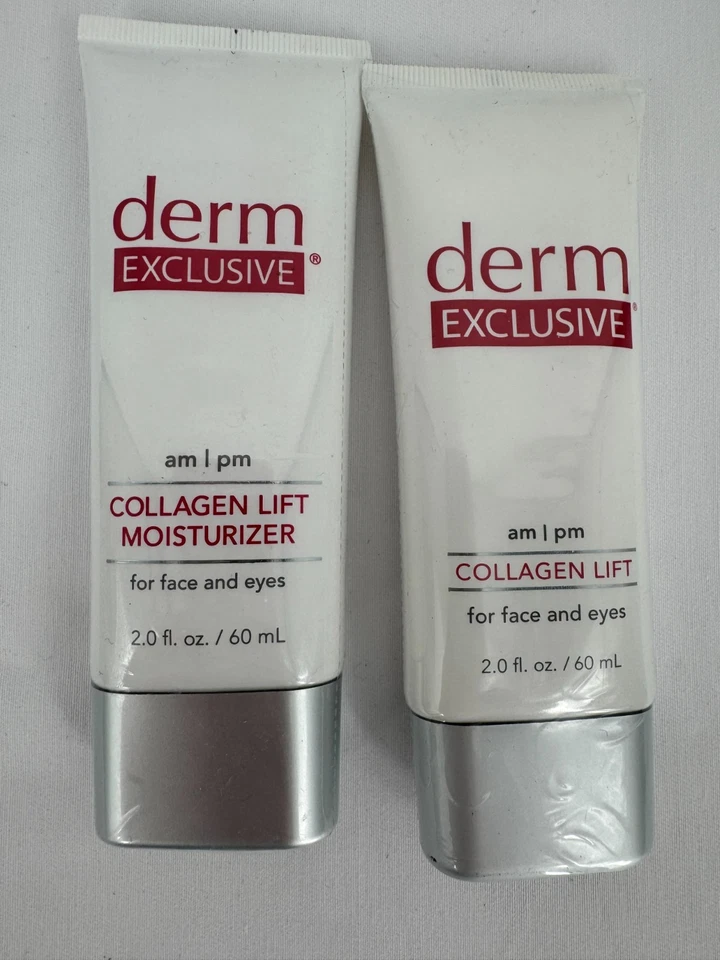 derm
EXCLUSIVE®
am | pm
COLLAGEN LIFT
MOISTURIZER
for face and eyes
2.0 fl. oz. / 60 mL
derm
EXCLUSIVE®
am | pm
COLLAGEN LIFT
for face and eyes
2.0 fl. oz. / 60 mL